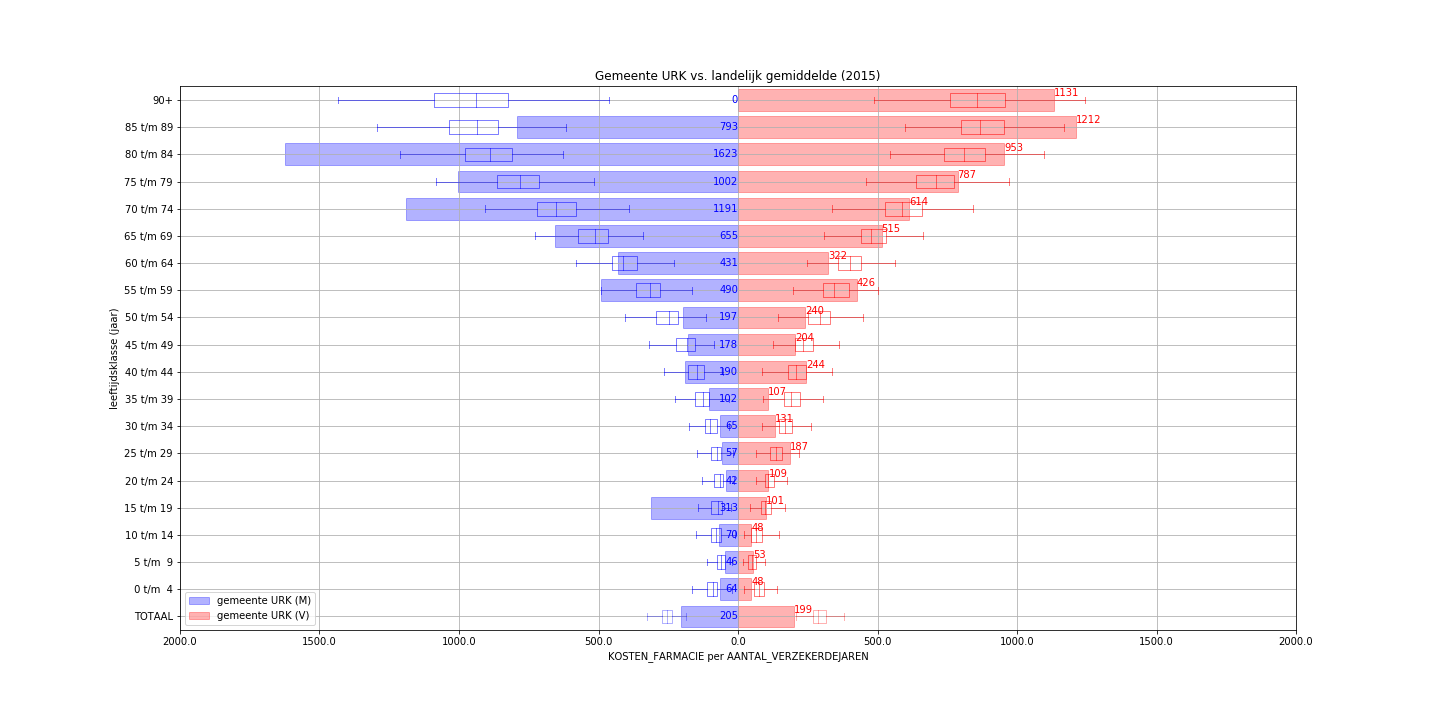 Gemeente URK vs. landelijk gemiddelde (2015)
90+ 0 1131
85 t/m 89 793 1212
80 t/m 84 1623 953
75 t/m 79 1002 787
70 t/m 74 1191 614
65 t/m 69 655 515
60 t/m 64 431 322
55 t/m 59 490 426
50 t/m 54 197 240
45 t/m 49 178 204
40 t/m 44 190 244
35 t/m 39 102 107
30 t/m 34 65 131
25 t/m 29 57 187
20 t/m 24 42 109
15 t/m 19 313 101
10 t/m 14 70 48
5 t/m 9 46 53
0 t/m 4 64 48
TOTAAL 205 199
leeftijdsklasse (jaar)
gemeente URK (M)
gemeente URK (V)
2000.0 1500.0 1000.0 500.0 0.0 500.0 1000.0 1500.0 2000.0
KOSTEN_FARMACIE per AANTAL_VERZEKERDEJAREN